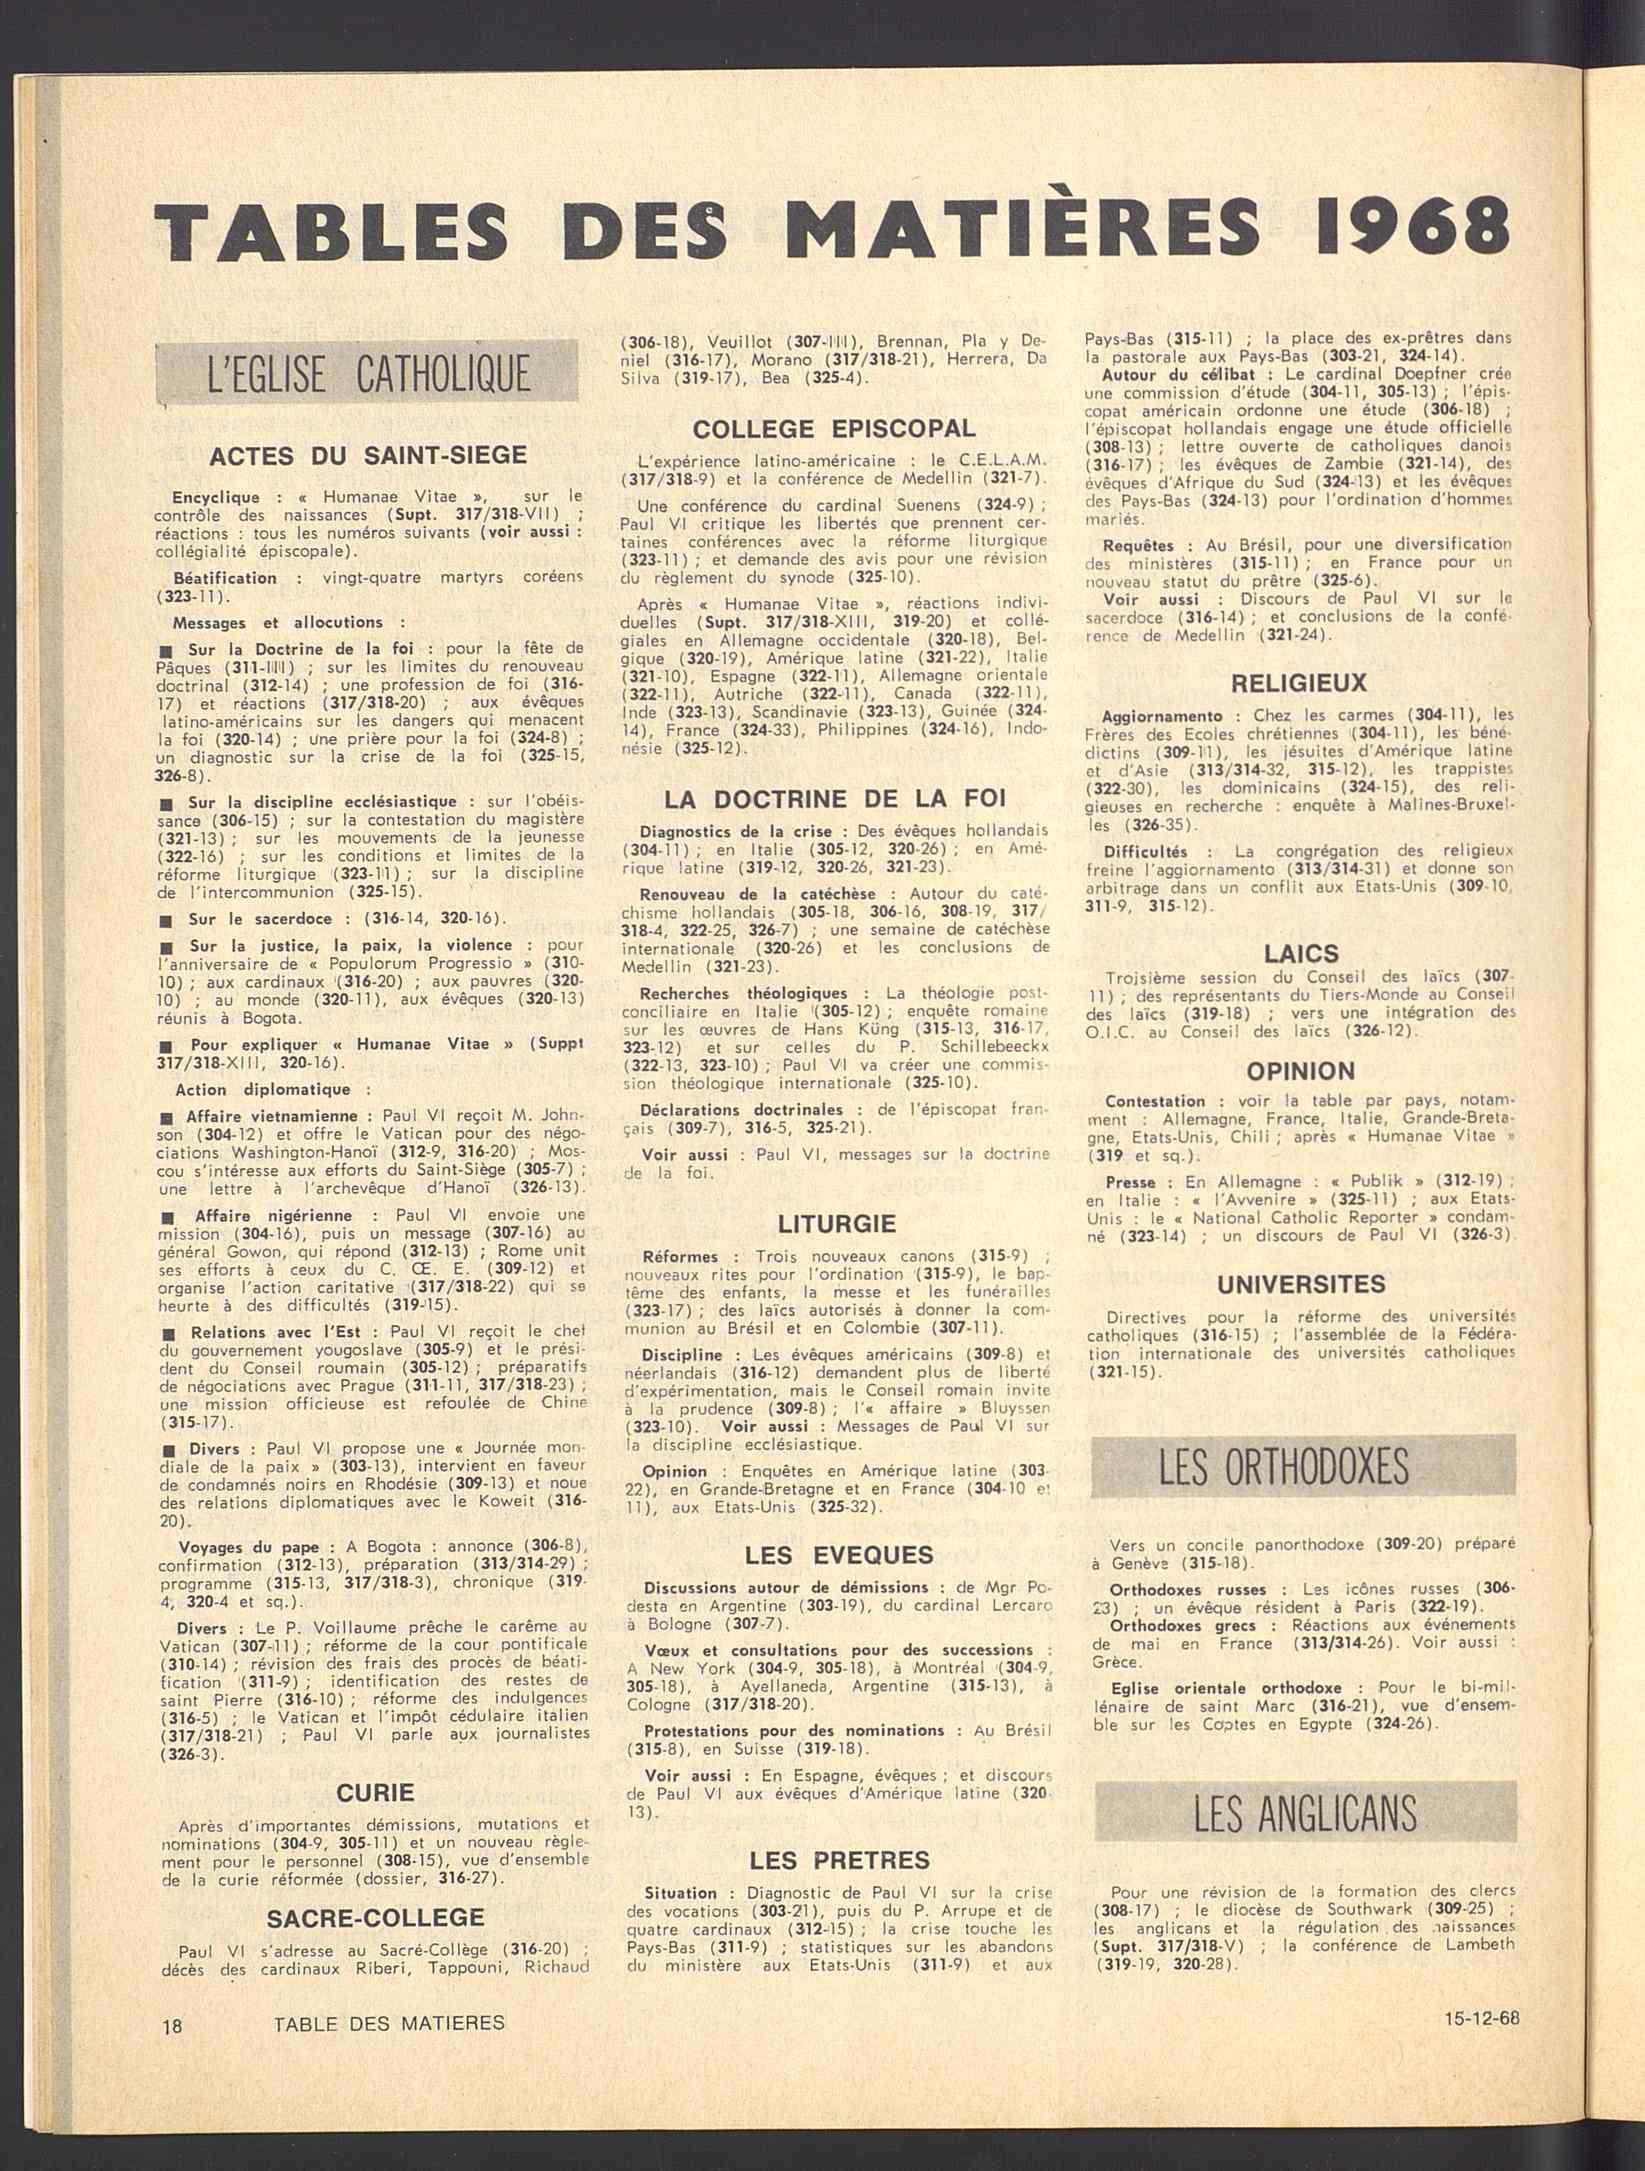 TABLES DES MATIÈRES 1968
L'EGLISE CATHOLIQUE
ACTES DU SAINT-SIEGE
Encyclique : « Humanae Vitae », sur le
contrôle des naissances (Supt. 317/318-VII) ;
réactions : tous les numéros suivants (voir aussi :
collégialité épiscopale).
Béatification : vingt-quatre martyrs coréens
(323-11).
Messages et allocutions :
■ Sur la Doctrine de la foi : pour la fête de
Pâques (311-III) ; sur les limites du renouveau
doctrinal (312-14) ; une profession de foi (316-
17) et réactions (317/318-20) ; aux évêques
latino-américains sur les dangers qui menacent
la foi (320-14) ; une prière pour la foi (324-8) ;
un diagnostic sur la crise de la foi (325-15,
326-8).
■ Sur la discipline ecclésiastique : sur l'obéis-
sance (306-15) ; sur la contestation du magistère
(321-13) ; sur les mouvements de la jeunesse
(322-16) ; sur les conditions et limites de la
réforme liturgique (323-11) ; sur la discipline
de l'intercommunion (325-15).
■ Sur le sacerdoce : (316-14, 320-16).
■ Sur la justice, la paix, la violence : pour
l'anniversaire de « Populorum Progressio » (310-
10) ; aux cardinaux (316-20) ; aux pauvres (320-
10) ; au monde (320-11), aux évêques (320-13)
réunis à Bogota.
■ Pour expliquer « Humanae Vitae » (Suppt
317/318-XIII, 320-16).
Action diplomatique :
■ Affaire vietnamienne : Paul VI reçoit M. John-
son (304-12) et offre le Vatican pour des négo-
ciations Washington-Hanoï (312-9, 316-20) ; Mos-
cou s'intéresse aux efforts du Saint-Siège (305-7) ;
une lettre à l'archevêque d'Hanoï (326-13).
■ Affaire nigérienne : Paul VI envoie une
mission (304-16), puis un message (307-16) au
général Gowon, qui répond (312-13) ; Rome unit
ses efforts à ceux du C. Œ. E. (309-12) et
organise l'action caritative (317/318-22) qui se
heurte à des difficultés (319-15).
■ Relations avec l'Est : Paul VI reçoit le chef
du gouvernement yougoslave (305-9) et le prési-
dent du Conseil roumain (305-12) ; préparatifs
de négociations avec Prague (311-11, 317/318-23) ;
une mission officieuse est refoulée de Chine
(315-17).
■ Divers : Paul VI propose une « Journée mon-
diale de la paix » (303-13), intervient en faveur
de condamnés noirs en Rhodésie (309-13) et noue
des relations diplomatiques avec le Koweit (316-
20).
Voyages du pape : A Bogota : annonce (306-8),
confirmation (312-13), préparation (313/314-29) ;
programme (315-13, 317/318-3), chronique (319-
4, 320-4 et sq.).
Divers : Le P. Voillaume prêche le carême au
Vatican (307-11) ; réforme de la cour pontificale
(310-14) ; révision des frais des procès de béati-
fication (311-9) ; identification des restes de
saint Pierre (316-10) ; réforme des indulgences
(316-5) ; le Vatican et l'impôt cédulaire italien
(317/318-21) ; Paul VI parle aux journalistes
(326-3).
CURIE
Après d'importantes démissions, mutations et
nominations (304-9, 305-11) et un nouveau règle-
ment pour le personnel (308-15), vue d'ensemble
de la curie réformée (dossier, 316-27).
SACRE-COLLEGE
Paul VI s'adresse au Sacré-Collège (316-20) ;
décès des cardinaux Riberi, Tappouni, Richaud
(306-18), Veuillot (307-III), Brennan, Pla y De-
niel (316-17), Morano (317/318-21), Herrera, Da
Silva (319-17), Bea (325-4).
COLLEGE EPISCOPAL
L'expérience latino-américaine : le C.E.L.A.M.
(317/318-9) et la conférence de Medellin (321-7).
Une conférence du cardinal Suenens (324-9) ;
Paul VI critique les libertés que prennent cer-
taines conférences avec la réforme liturgique
(323-11) ; et demande des avis pour une révision
du règlement du synode (325-10).
Après « Humanae Vitae », réactions indivi-
duelles (Supt. 317/318-XIII, 319-20) et collé-
giales en Allemagne occidentale (320-18), Bel-
gique (320-19), Amérique latine (321-22), Italie
(321-10), Espagne (322-11), Allemagne orientale
(322-11), Autriche (322-11), Canada (322-11),
Inde (323-13), Scandinavie (323-13), Guinée (324-
14), France (324-33), Philippines (324-16), Indo-
nésie (325-12).
LA DOCTRINE DE LA FOI
Diagnostics de la crise : Des évêques hollandais
(304-11) ; en Italie (305-12, 320-26) ; en Amé-
rique latine (319-12, 320-26, 321-23).
Renouveau de la catéchèse : Autour du caté-
chisme hollandais (305-18, 306-16, 308-19, 317/
318-4, 322-25, 326-7) ; une semaine de catéchèse
internationale (320-26) et les conclusions de
Medellin (321-23).
Recherches théologiques : La théologie post-
conciliaire en Italie (305-12) ; enquête romaine
sur les œuvres de Hans Küng (315-13, 316-17,
323-12) et sur celles du P. Schillebeeckx
(322-13, 323-10) ; Paul VI va créer une commis-
sion théologique internationale (325-10).
Déclarations doctrinales : de l'épiscopat fran-
çais (309-7), 316-5, 325-21).
Voir aussi : Paul VI, messages sur la doctrine
de la foi.
LITURGIE
Réformes : Trois nouveaux canons (315-9) ;
nouveaux rites pour l'ordination (315-9), le bap-
tême des enfants, la messe et les funérailles
(323-17) ; des laïcs autorisés à donner la com-
munion au Brésil et en Colombie (307-11).
Discipline : Les évêques américains (309-8) et
néerlandais (316-12) demandent plus de liberté
d'expérimentation, mais le Conseil romain invite
à la prudence (309-8) ; l'« affaire » Bluyssen
(323-10). Voir aussi : Messages de Paul VI sur
la discipline ecclésiastique.
Opinion : Enquêtes en Amérique latine (303-
22), en Grande-Bretagne et en France (304-10 et
11), aux Etats-Unis (325-32).
LES EVEQUES
Discussions autour de démissions : de Mgr Po-
desta en Argentine (303-19), du cardinal Lercaro
à Bologne (307-7).
Vœux et consultations pour des successions :
A New York (304-9, 305-18), à Montréal (304-9,
305-18), à Avellaneda, Argentine (315-13), à
Cologne (317/318-20).
Protestations pour des nominations : Au Brésil
(315-8), en Suisse (319-18).
Voir aussi : En Espagne, évêques ; et discours
de Paul VI aux évêques d'Amérique latine (320-
13).
LES PRETRES
Situation : Diagnostic de Paul VI sur la crise
des vocations (303-21), puis du P. Arrupe et de
quatre cardinaux (312-15) ; la crise touche les
Pays-Bas (311-9) ; statistiques sur les abandons
du ministère aux Etats-Unis (311-9) et aux
Pays-Bas (315-11) ; la place des ex-prêtres dans
la pastorale aux Pays-Bas (303-21, 324-14).
Autour du célibat : Le cardinal Doepfner crée
une commission d'étude (304-11, 305-13) ; l'épis-
copat américain ordonne une étude (306-18) ;
l'épiscopat hollandais engage une étude officielle
(308-13) ; lettre ouverte de catholiques danois
(316-17) ; les évêques de Zambie (321-14), des
évêques d'Afrique du Sud (324-13) et les évêques
des Pays-Bas (324-13) pour l'ordination d'hommes
mariés.
Requêtes : Au Brésil, pour une diversification
des ministères (315-11) ; en France pour un
nouveau statut du prêtre (325-6).
Voir aussi : Discours de Paul VI sur le
sacerdoce (316-14) ; et conclusions de la confé-
rence de Medellin (321-24).
RELIGIEUX
Aggiornamento : Chez les carmes (304-11), les
Frères des Ecoles chrétiennes (304-11), les béné-
dictins (309-11), les jésuites d'Amérique latine
et d'Asie (313/314-32, 315-12), les trappistes
(322-30), les dominicains (324-15), des reli-
gieuses en recherche : enquête à Malines-Bruxel-
les (326-35).
Difficultés : La congrégation des religieux
freine l'aggiornamento (313/314-31) et donne son
arbitrage dans un conflit aux Etats-Unis (309-10,
311-9, 315-12).
LAICS
Troisième session du Conseil des laïcs (307-
11) ; des représentants du Tiers-Monde au Conseil
des laïcs (319-18) ; vers une intégration des
O.I.C. au Conseil des laïcs (326-12).
OPINION
Contestation : voir la table par pays, notam-
ment : Allemagne, France, Italie, Grande-Breta-
gne, Etats-Unis, Chili ; après « Humanae Vitae »
(319 et sq.).
Presse : En Allemagne : « Publik » (312-19) ;
en Italie : « l'Avvenire » (325-11) ; aux Etats-
Unis : le « National Catholic Reporter » condam-
né (323-14) ; un discours de Paul VI (326-3).
UNIVERSITES
Directives pour la réforme des universités
catholiques (316-15) ; l'assemblée de la Fédéra-
tion internationale des universités catholiques
(321-15).
LES ORTHODOXES
Vers un concile panorthodoxe (309-20) préparé
à Genève (315-18).
Orthodoxes russes : Les icônes russes (306-
23) ; un évêque résident à Paris (322-19).
Orthodoxes grecs : Réactions aux événements
de mai en France (313/314-26). Voir aussi :
Grèce.
Eglise orientale orthodoxe : Pour le bi-mil-
lénaire de saint Marc (316-21), vue d'ensem-
ble sur les Coptes en Egypte (324-26).
LES ANGLICANS
Pour une révision de la formation des clercs
(308-17) ; le diocèse de Southwark (309-25) ;
les anglicans et la régulation des naissances
(Supt. 317/318-V) ; la conférence de Lambeth
(319-19, 320-28).
18 TABLE DES MATIERES
15-12-68